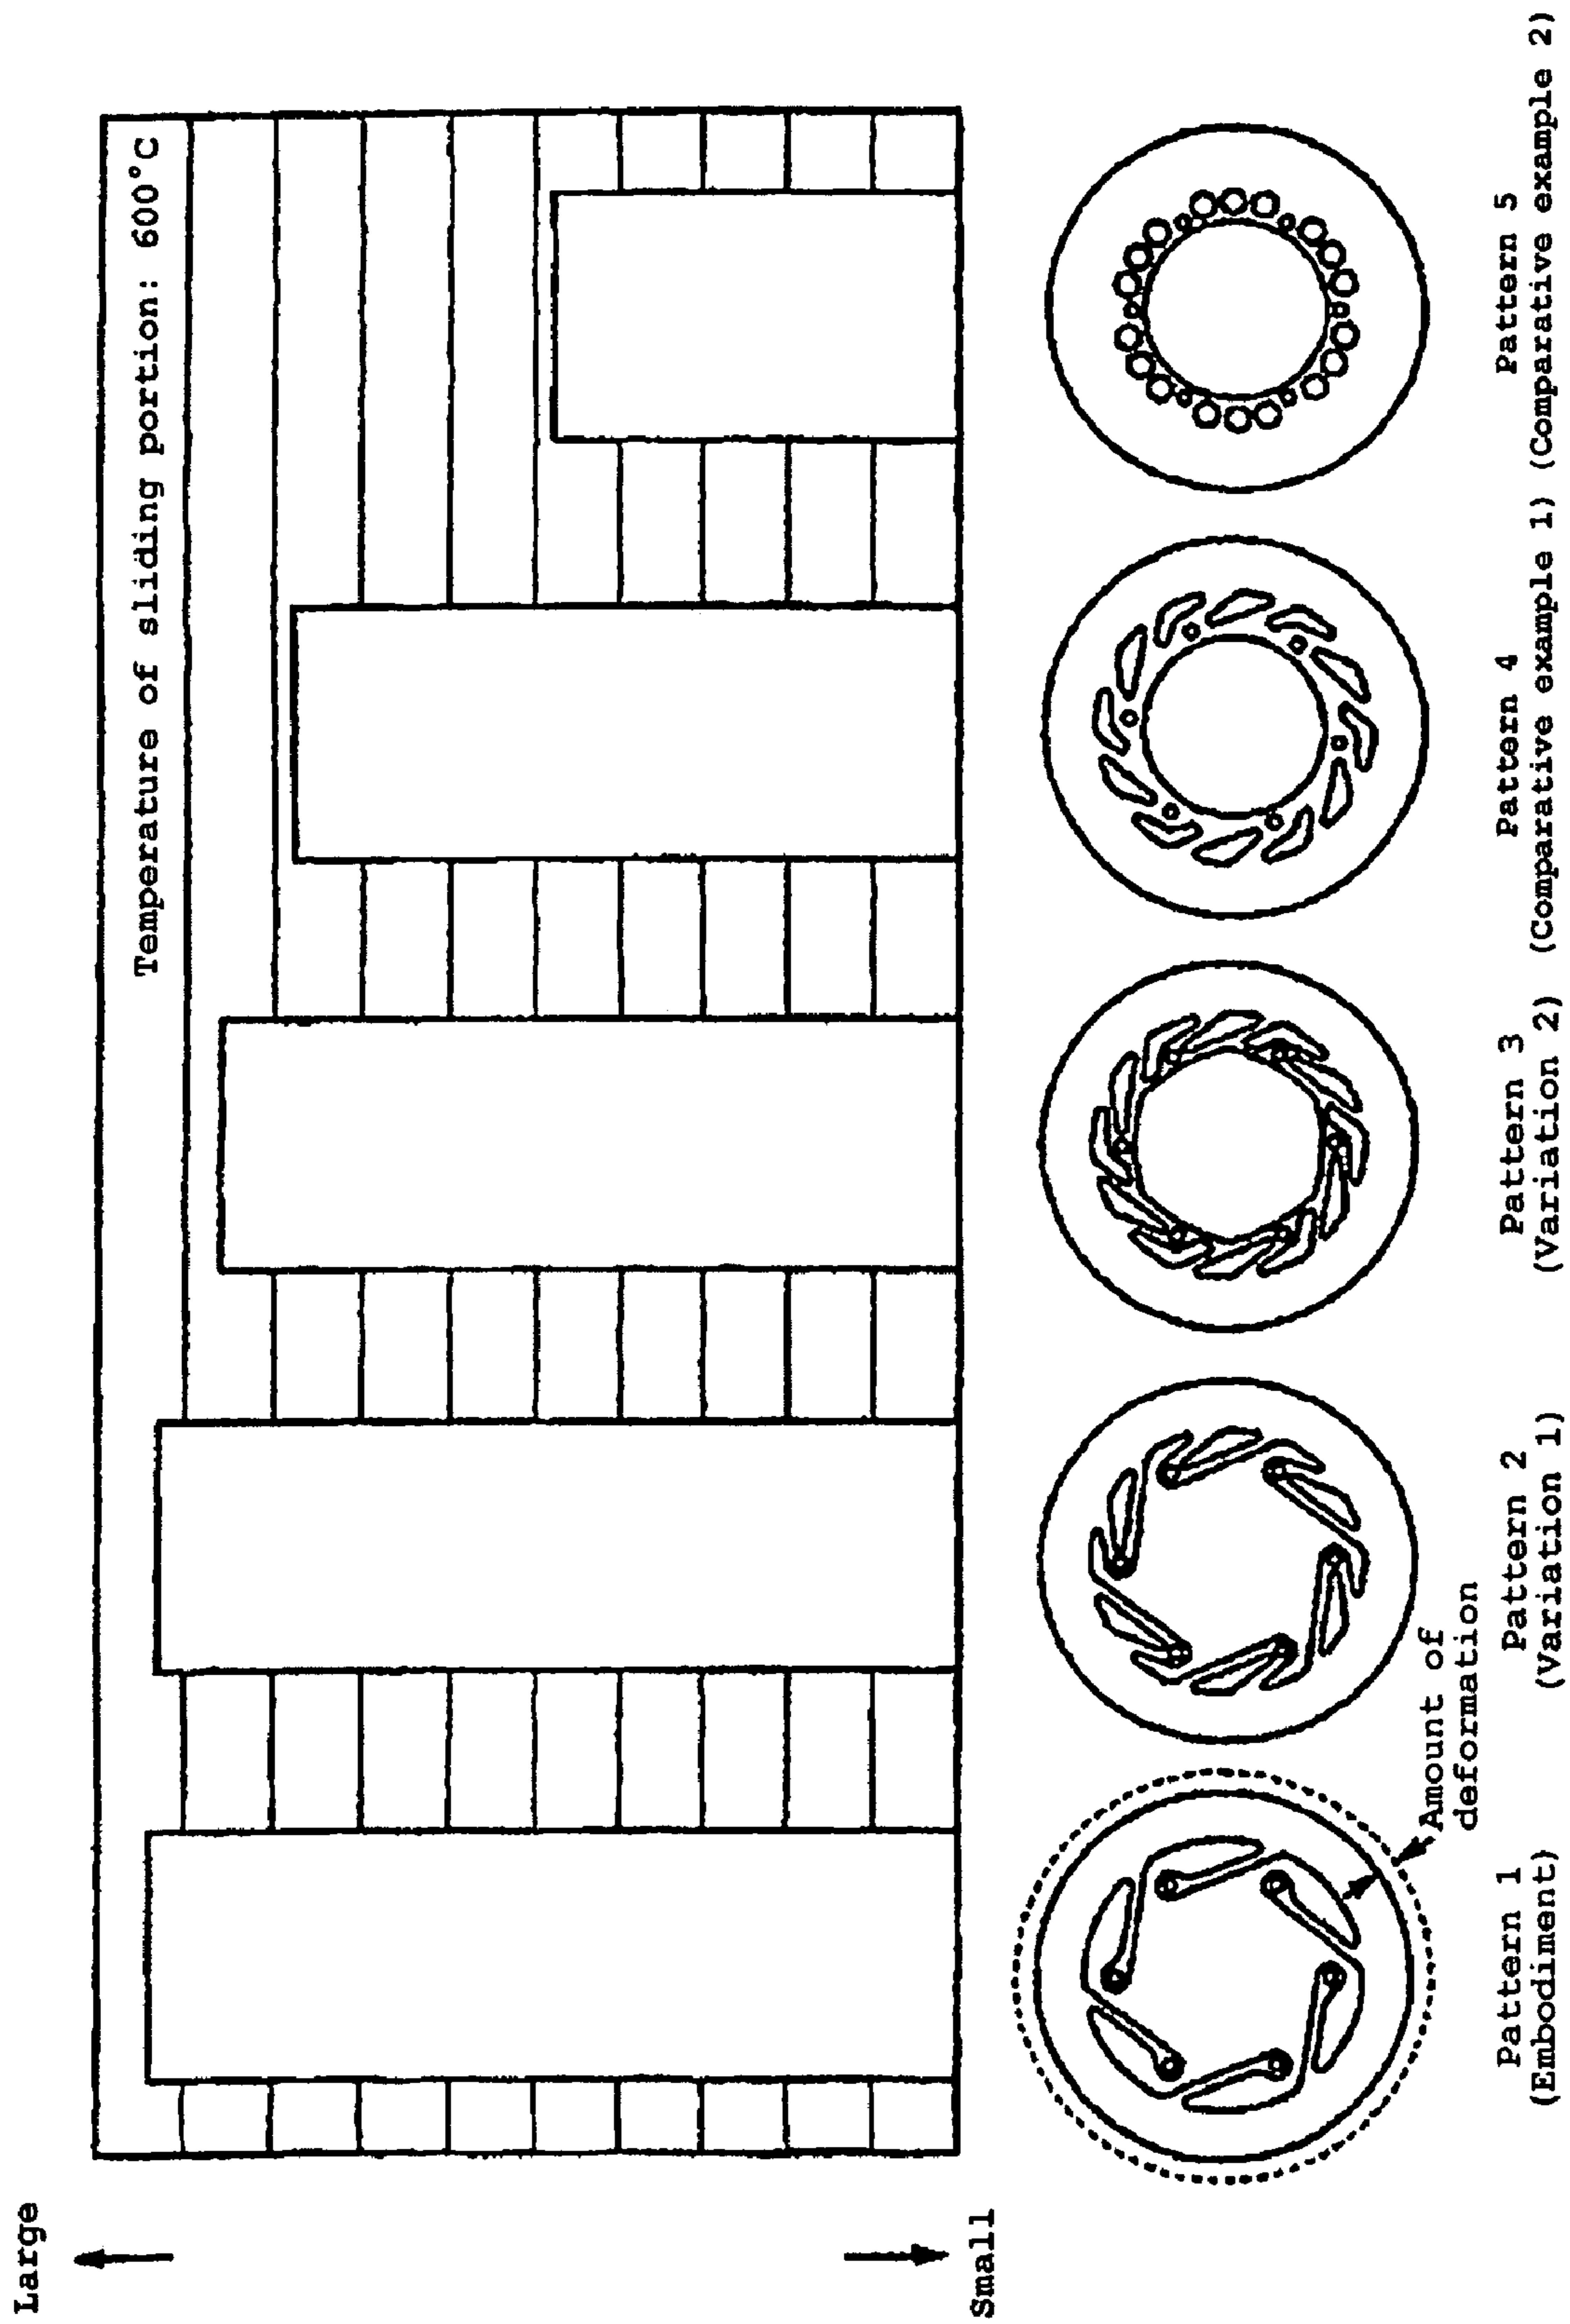 Large
Small
Temperature of sliding portion: 600°C
Amount of
deformation
Pattern 1
(Embodiment)
Pattern 2
(Variation 1)
Pattern 3
(Variation 2)
Pattern 4
(Comparative example 1)
Pattern 5
(Comparative example 2)